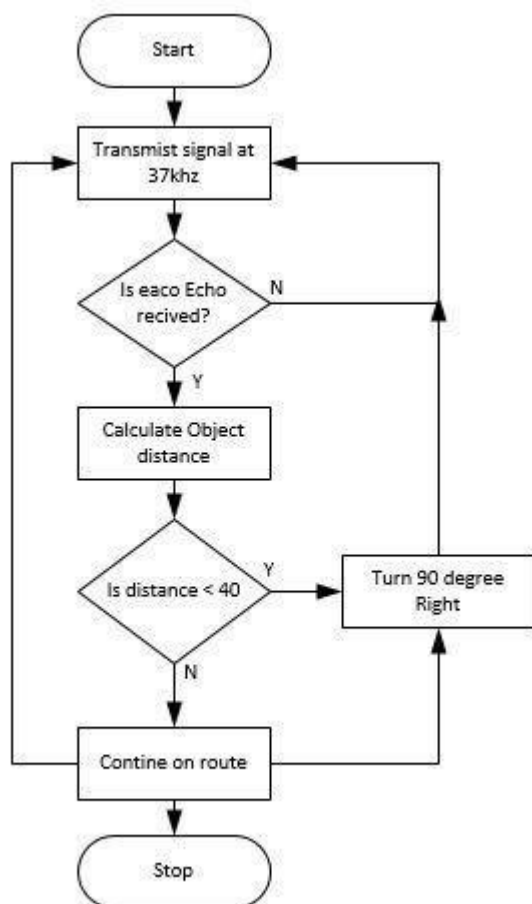 Start
Transmist signal at
37khz
Is eaco Echo
recived?
N
Y
Calculate Object
distance
Is distance < 40
Y
Turn 90 degree
Right
N
Contine on route
Stop